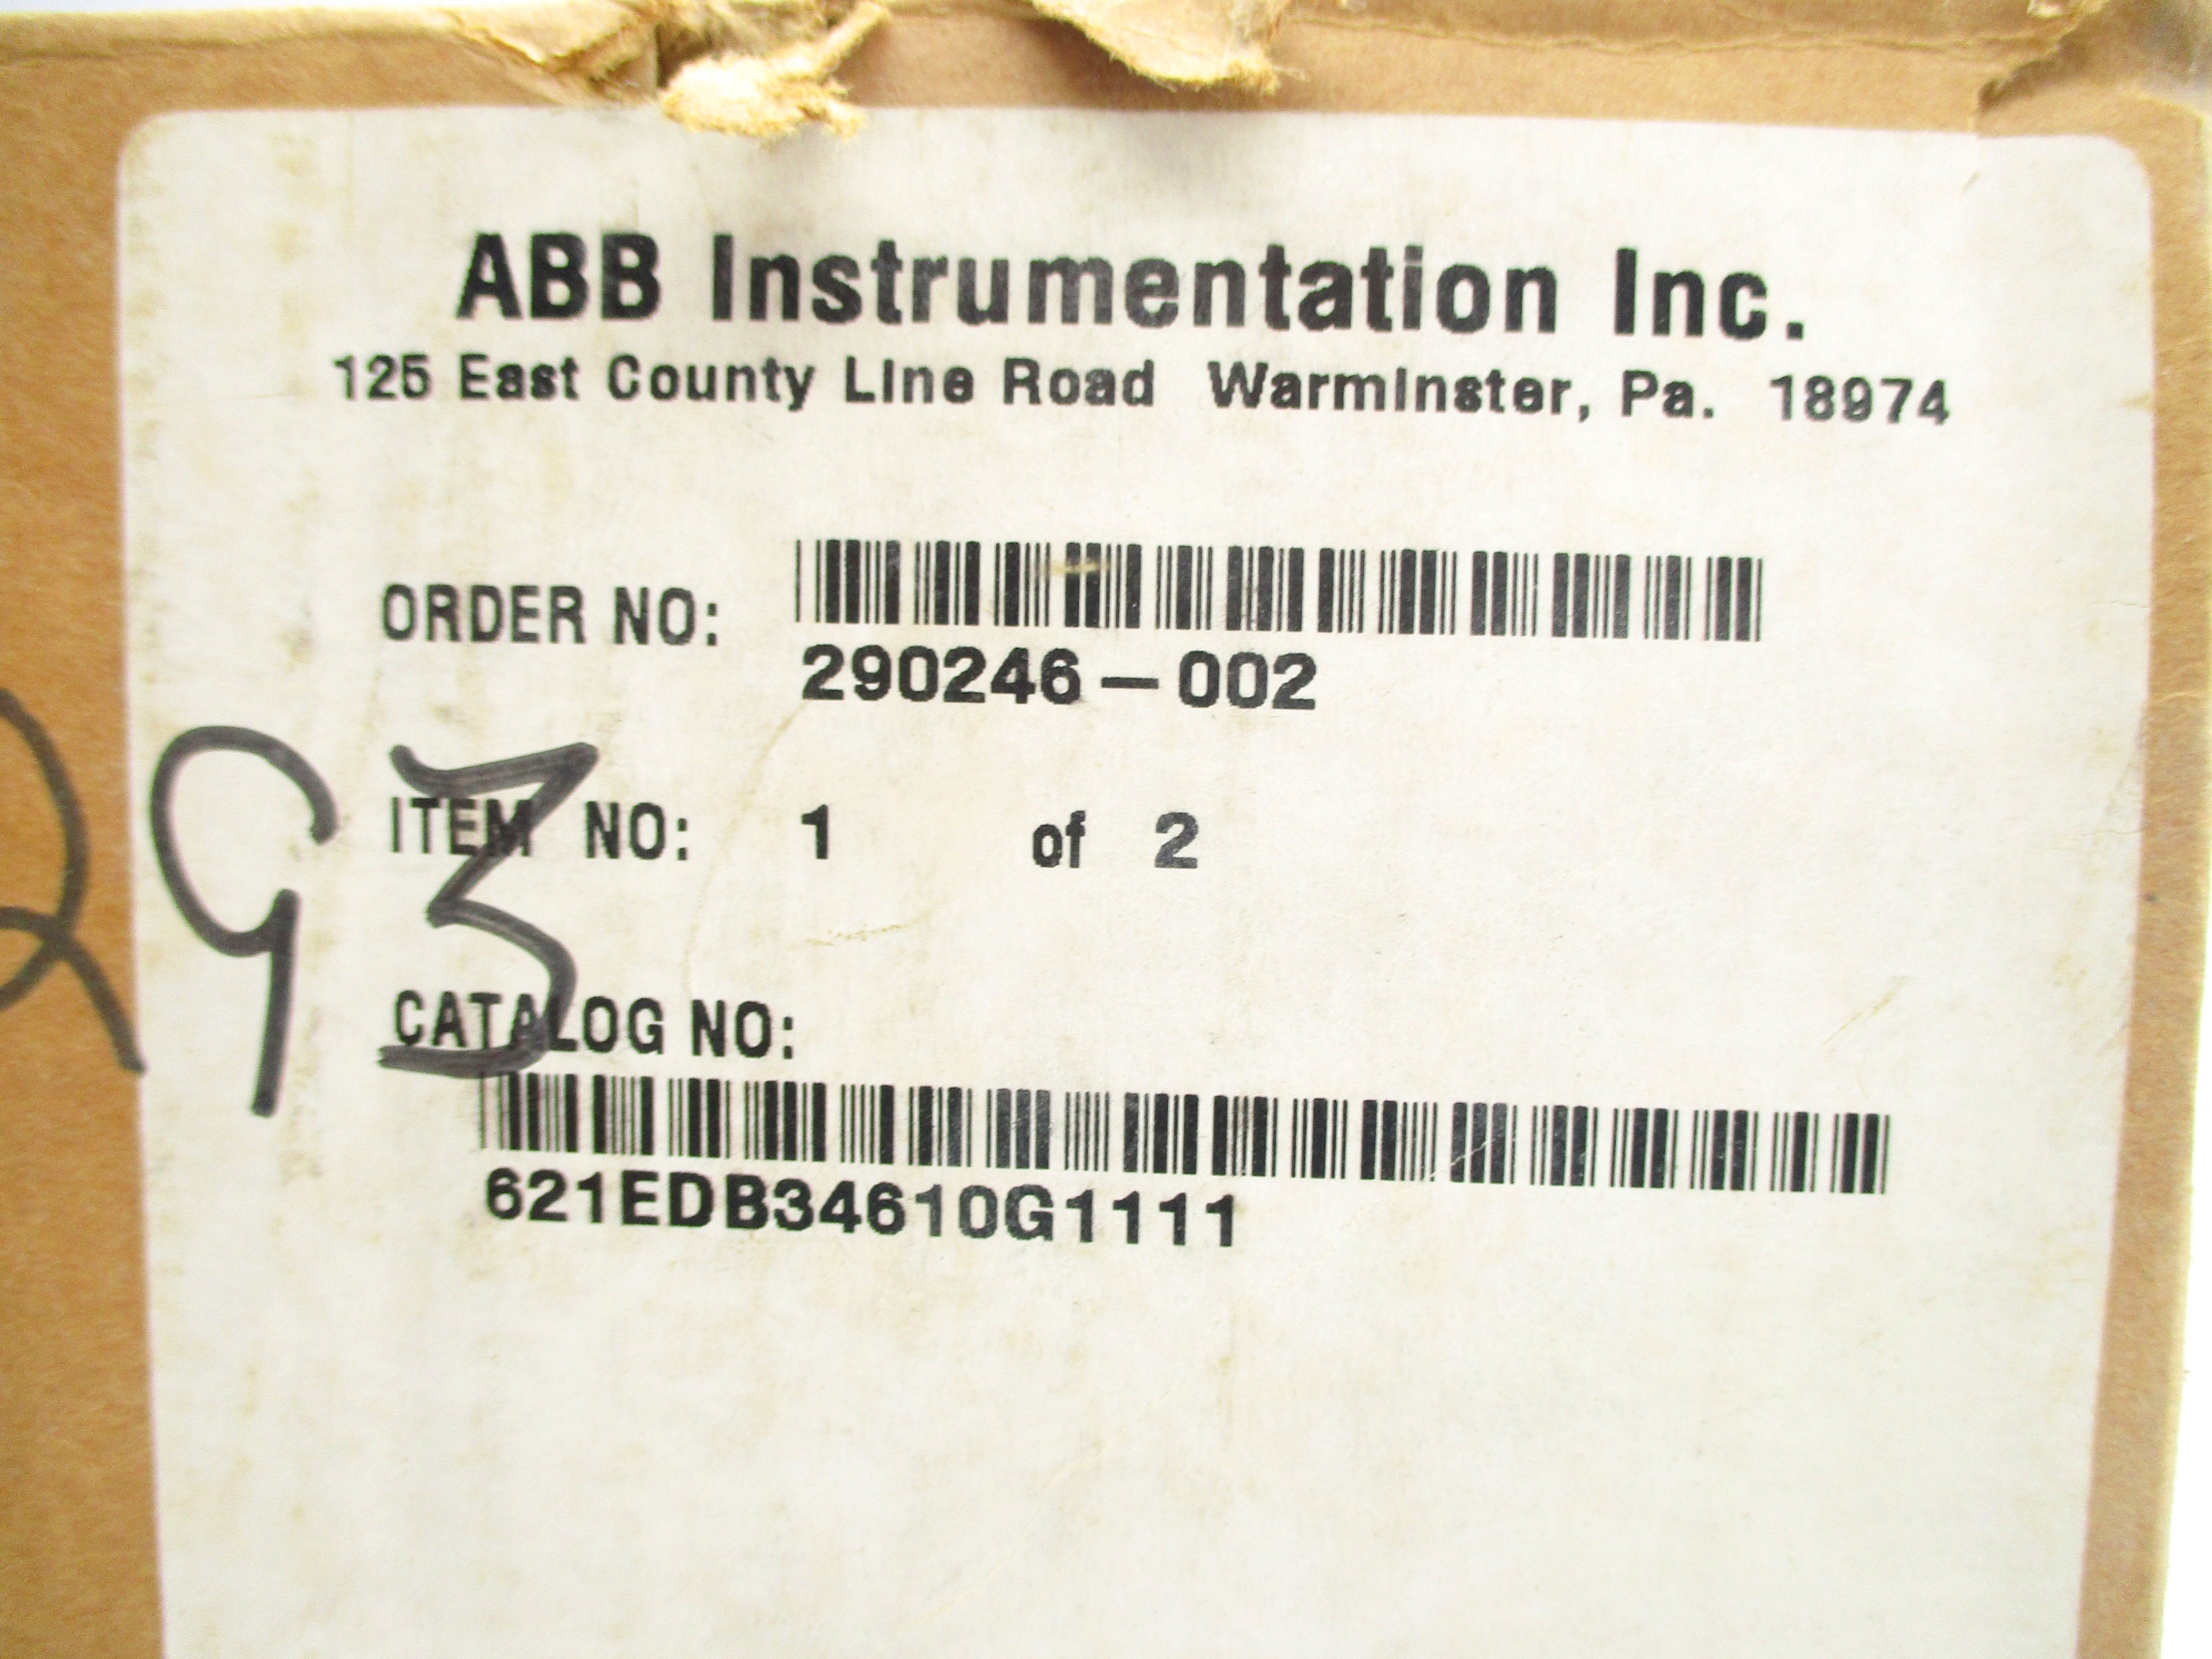 ABB Instrumentation Inc.
125 East County Line Road Warminster, Pa. 18974
ORDER NO:
290246-002
293
ITEM NO: 1 of 2
CATALOG NO:
621EDB34610G1111